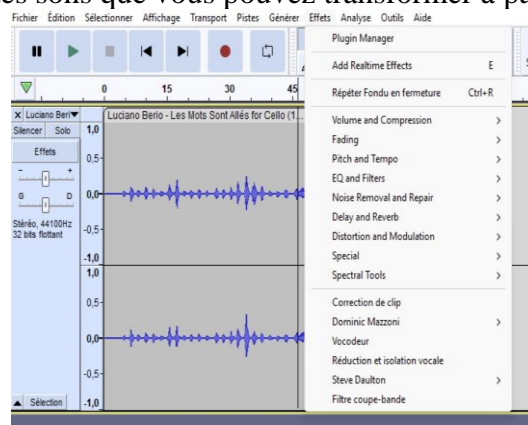 les sons que vous pouvez transformer à pa
Fichier Édition Sélectionner Affichage Transport Pistes Générer Effets Analyse Outils Aide
Plugin Manager
Add Realtime Effects E
Répéter Fondu en fermeture Ctrl+R
Volume and Compression
Fading
Pitch and Tempo
EQ and Filters
Noise Removal and Repair
Delay and Reverb
Distortion and Modulation
Special
Spectral Tools
Correction de clip
Dominic Mazzoni
Vocodeur
Réduction et isolation vocale
Steve Daulton
Filtre coupe-bande
0 15 30 45
X Luciano Beri
Luciano Berio - Les Mots Sont Allés for Cello (1...
Silencer Solo
Effets
- +
G D
Stéréo, 44100Hz
32 bits flottant
Sélection
1,0
0,5
0,0
-0,5
-1,0
1,0
0,5
0,0
-0,5
-1,0